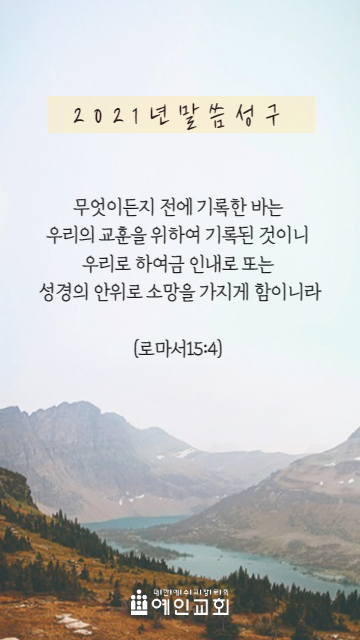 2021년말씀성구
무엇이든지 전에 기록한 바는
우리의 교훈을 위하여 기록된 것이니
우리로 하여금 인내로 또는
성경의 안위로 소망을 가지게 함이니라
(로마서15:4)
예인교회